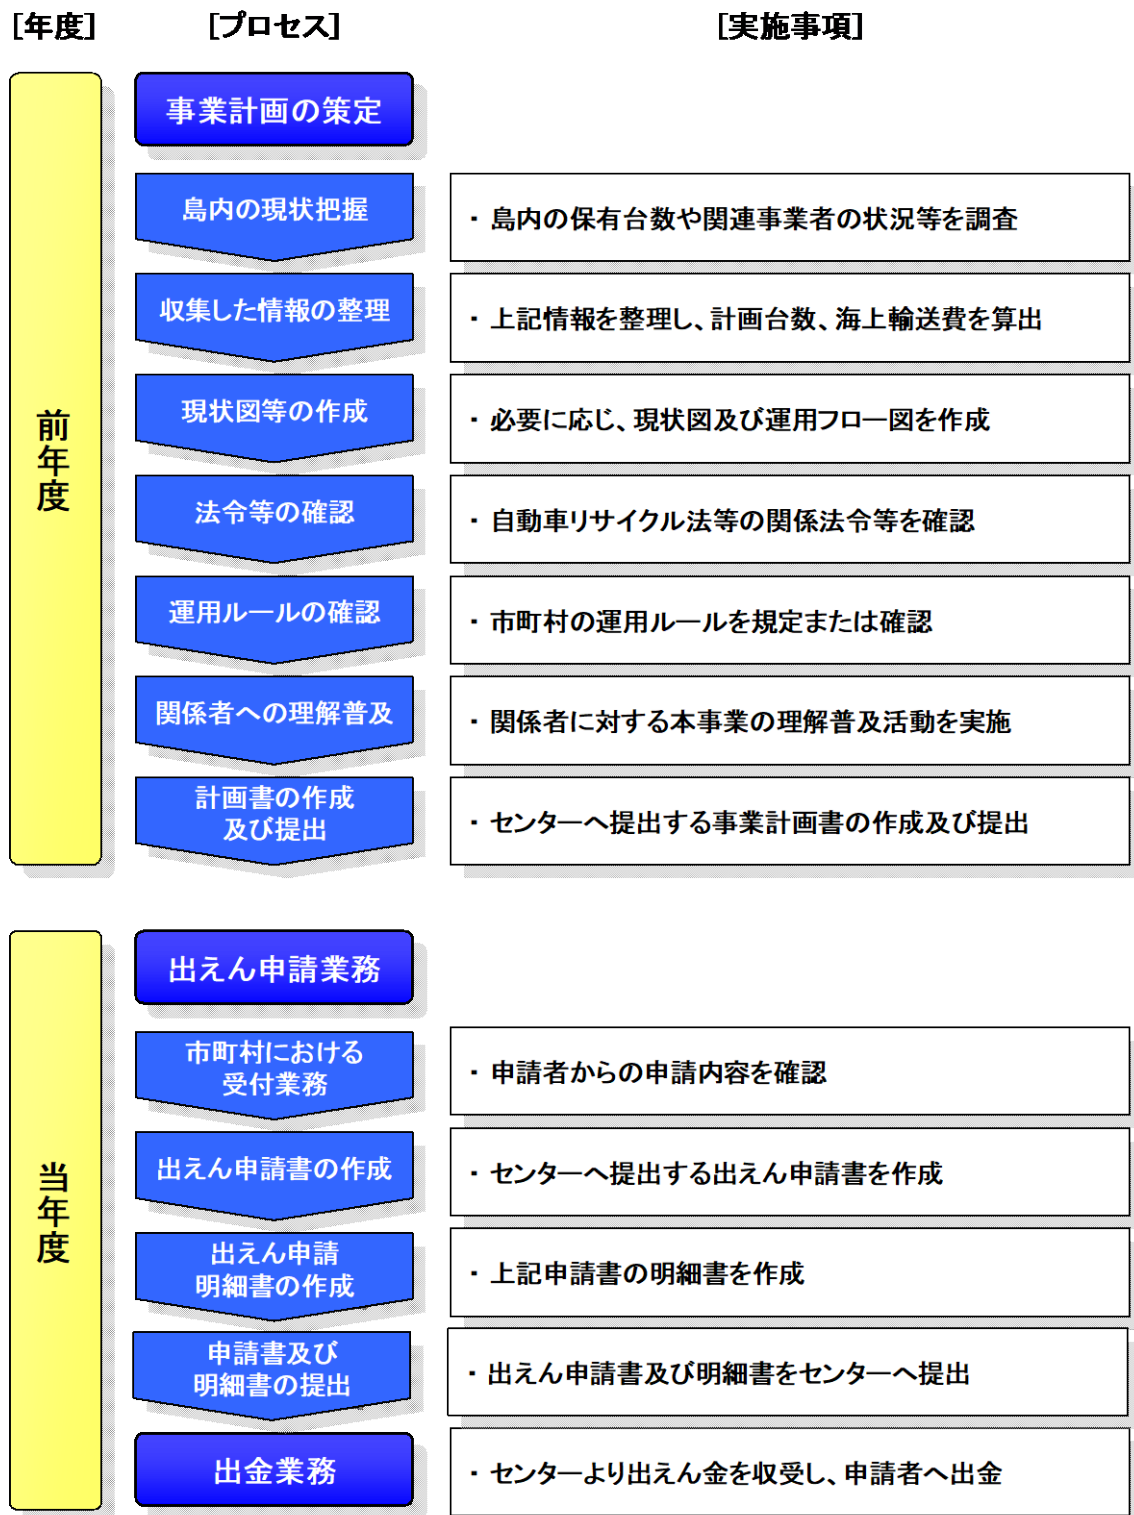 [年度] [プロセス] [実施事項]
事業計画の策定
島内の現状把握
・ 島内の保有台数や関連事業者の状況等を調査
収集した情報の整理
・ 上記情報を整理し、計画台数、海上輸送費を算出
現状図等の作成
・ 必要に応じ、現状図及び運用フロー図を作成
法令等の確認
・ 自動車リサイクル法等の関係法令等を確認
運用ルールの確認
・ 市町村の運用ルールを規定または確認
関係者への理解普及
・ 関係者に対する本事業の理解普及活動を実施
計画書の作成
及び提出
・ センターへ提出する事業計画書の作成及び提出
前年度
出えん申請業務
市町村における
受付業務
・ 申請者からの申請内容を確認
出えん申請書の作成
・ センターへ提出する出えん申請書を作成
出えん申請
明細書の作成
・ 上記申請書の明細書を作成
申請書及び
明細書の提出
・ 出えん申請書及び明細書をセンターへ提出
出金業務
・ センターより出えん金を収受し、申請者へ出金
当年度